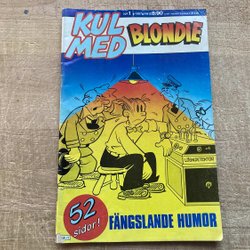 KUL
MED
BLONDIE
52
sidor!
FÄNGSLANDE HUMOR